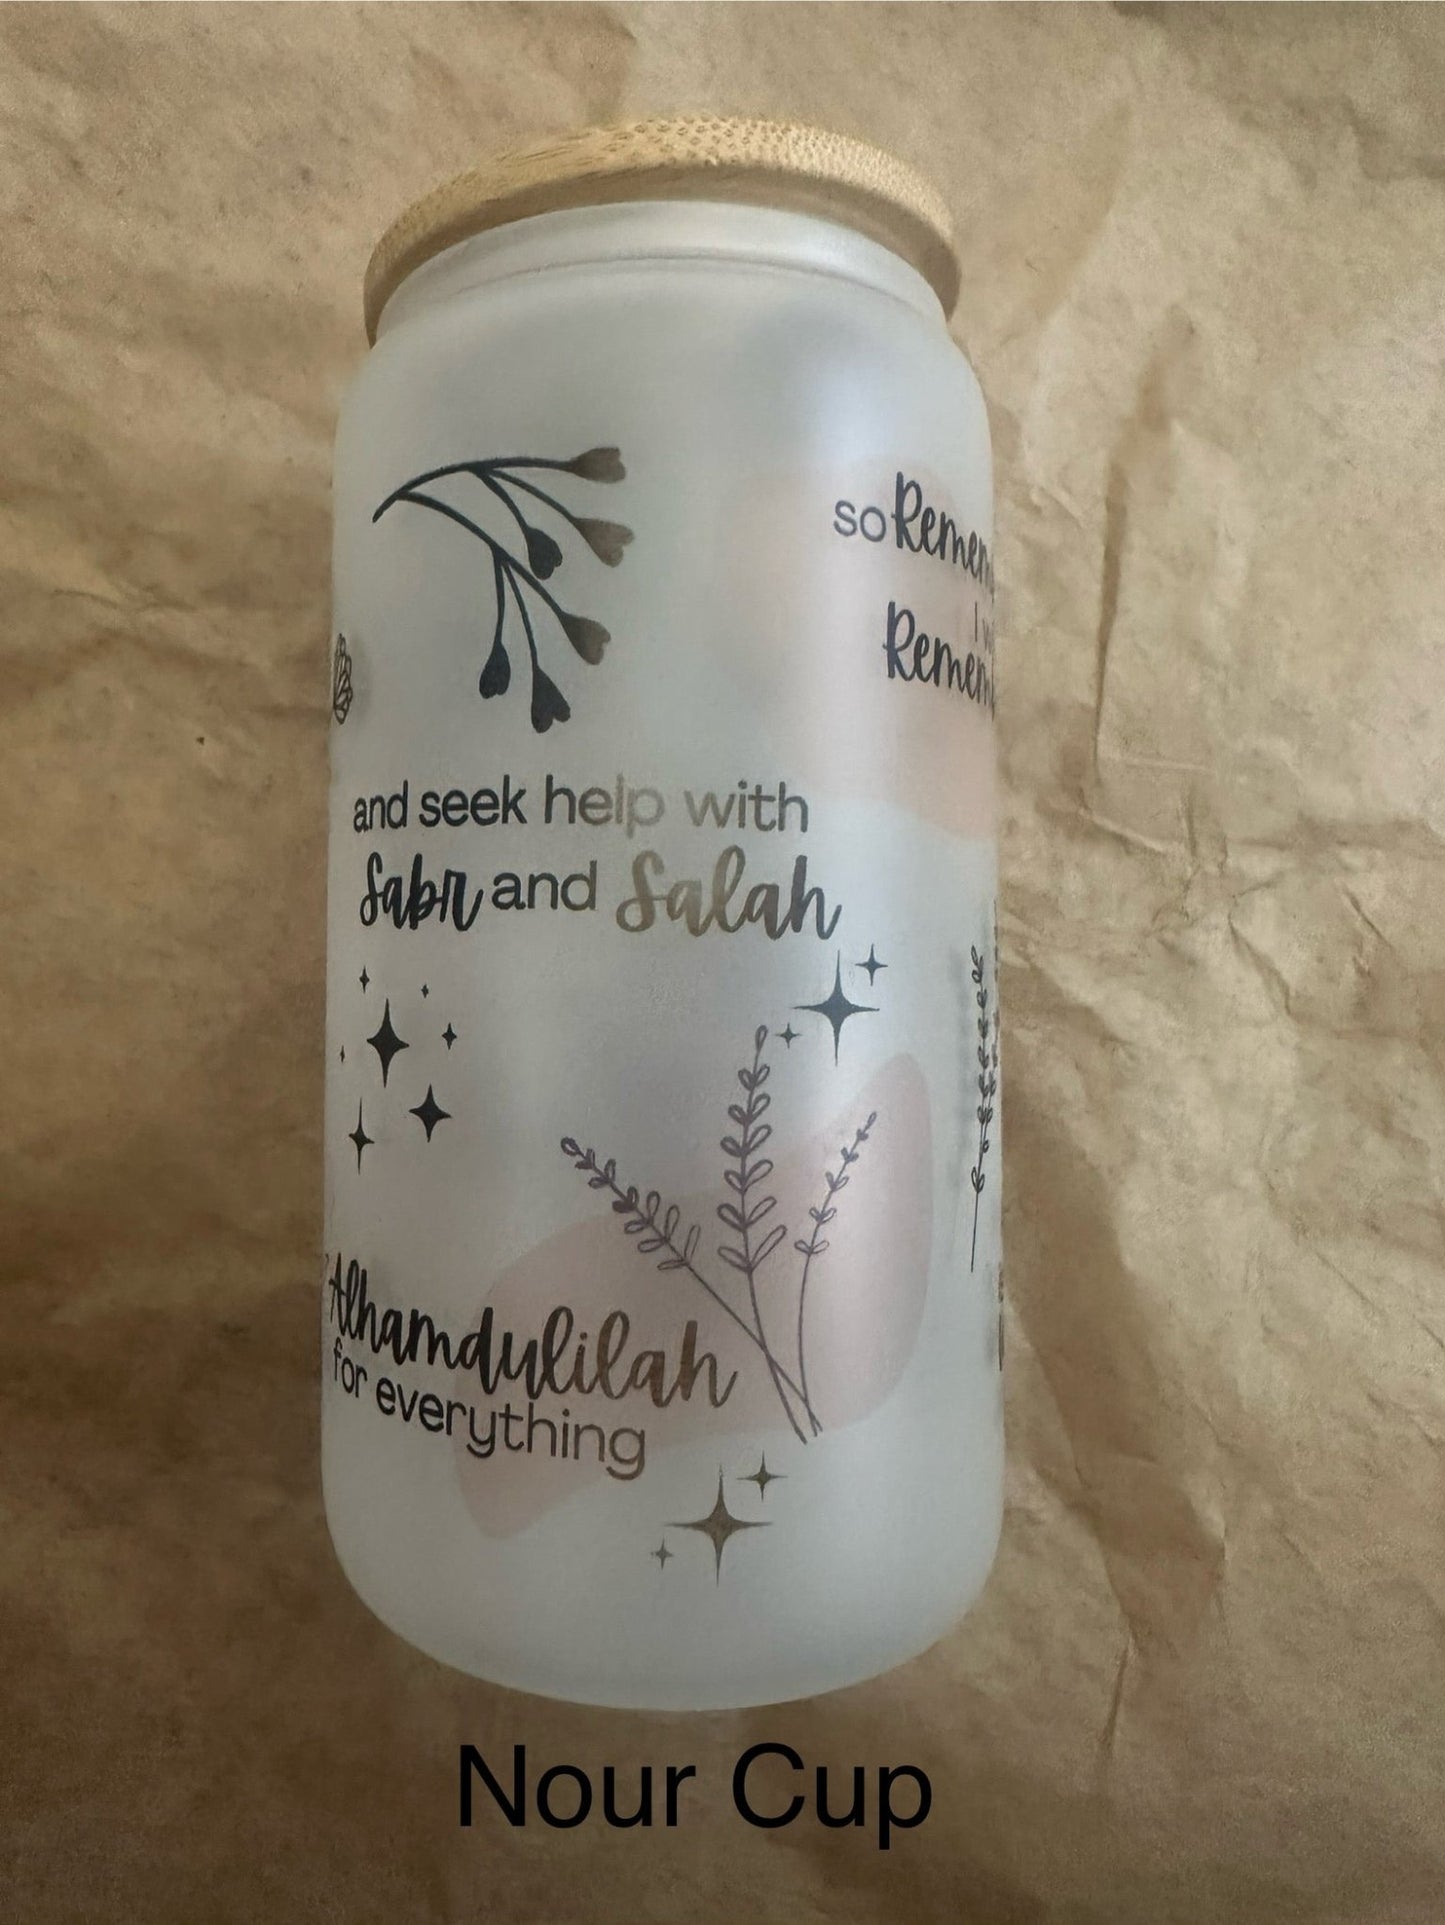 so
and seek help with
Sabr and Salah
Alhamdulilah
for everything
Nour Cup